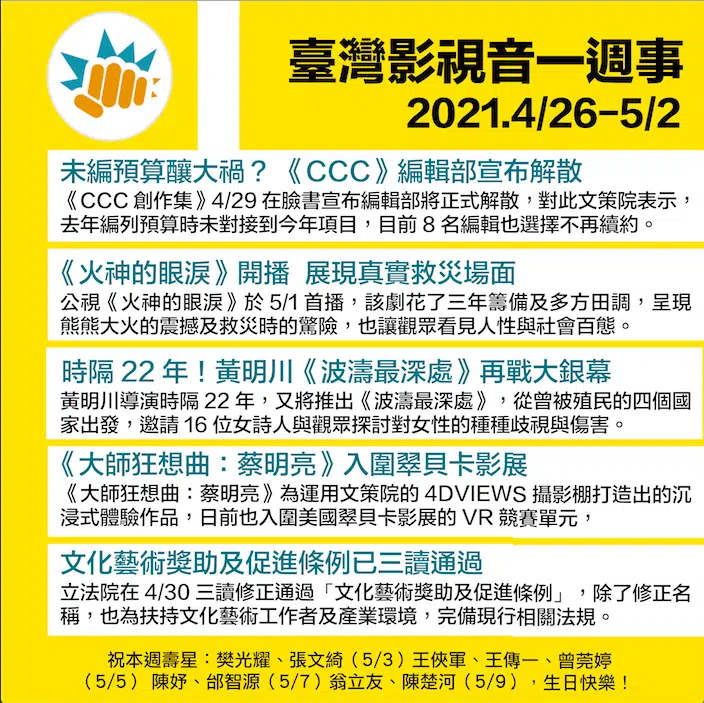 臺灣影視音一週事
2021.4/26-5/2
未編預算釀大禍？《CCC》編輯部宣布解散
《CCC 創作集》4/29 在臉書宣布編輯部將正式解散，對此文策院表示，
去年編列預算時未對接到今年項目，目前 8 名編輯也選擇不再續約。
《火神的眼淚》開播 展現真實救災場面
公視《火神的眼淚》於 5/1 首播，該劇花了三年籌備及多方田調，呈現
熊熊大火的震撼及救災時的驚險，也讓觀眾看見人性與社會百態。
時隔 22 年！黃明川《波濤最深處》再戰大銀幕
黃明川導演時隔 22 年，又將推出《波濤最深處》，從曾被殖民的四個國
家出發，邀請 16 位女詩人與觀眾探討對女性的種種歧視與傷害。
《大師狂想曲：蔡明亮》入圍翠貝卡影展
《大師狂想曲：蔡明亮》為運用文策院的 4DVIEWS 攝影棚打造出的沉
浸式體驗作品，日前也入圍美國翠貝卡影展的 VR 競賽單元，
文化藝術獎助及促進條例已三讀通過
立法院在 4/30 三讀修正通過「文化藝術獎助及促進條例」，除了修正名
稱，也為扶持文化藝術工作者及產業環境，完備現行相關法規。
祝本週壽星：樊光耀、張文綺（5/3）王俠軍、王傳一、曾莞婷
（5/5） 陳妤、邰智源（5/7）翁立友、陳楚河（5/9），生日快樂！